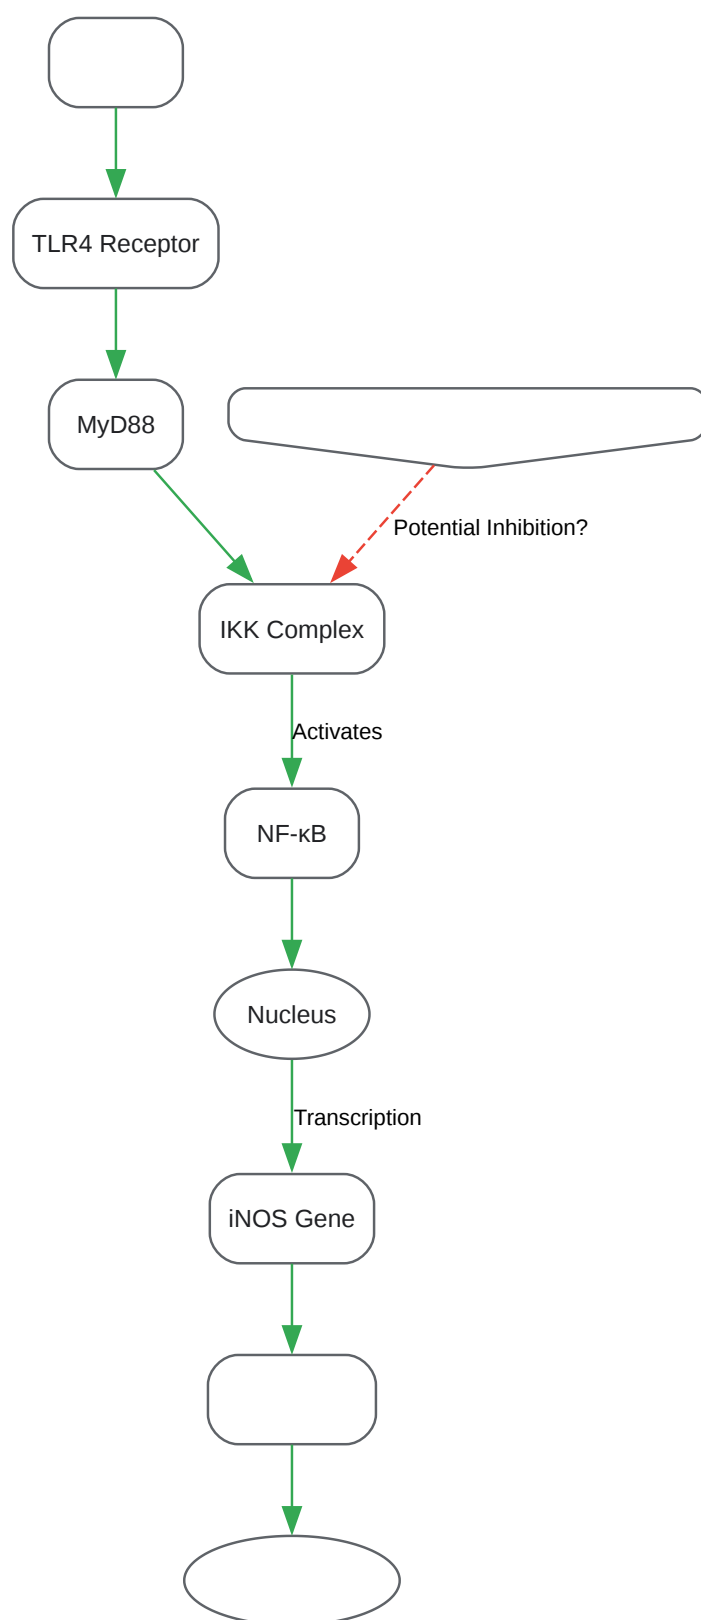 TLR4 Receptor
MyD88
Potential Inhibition?
IKK Complex
Activates
NF-κB
Nucleus
Transcription
iNOS Gene